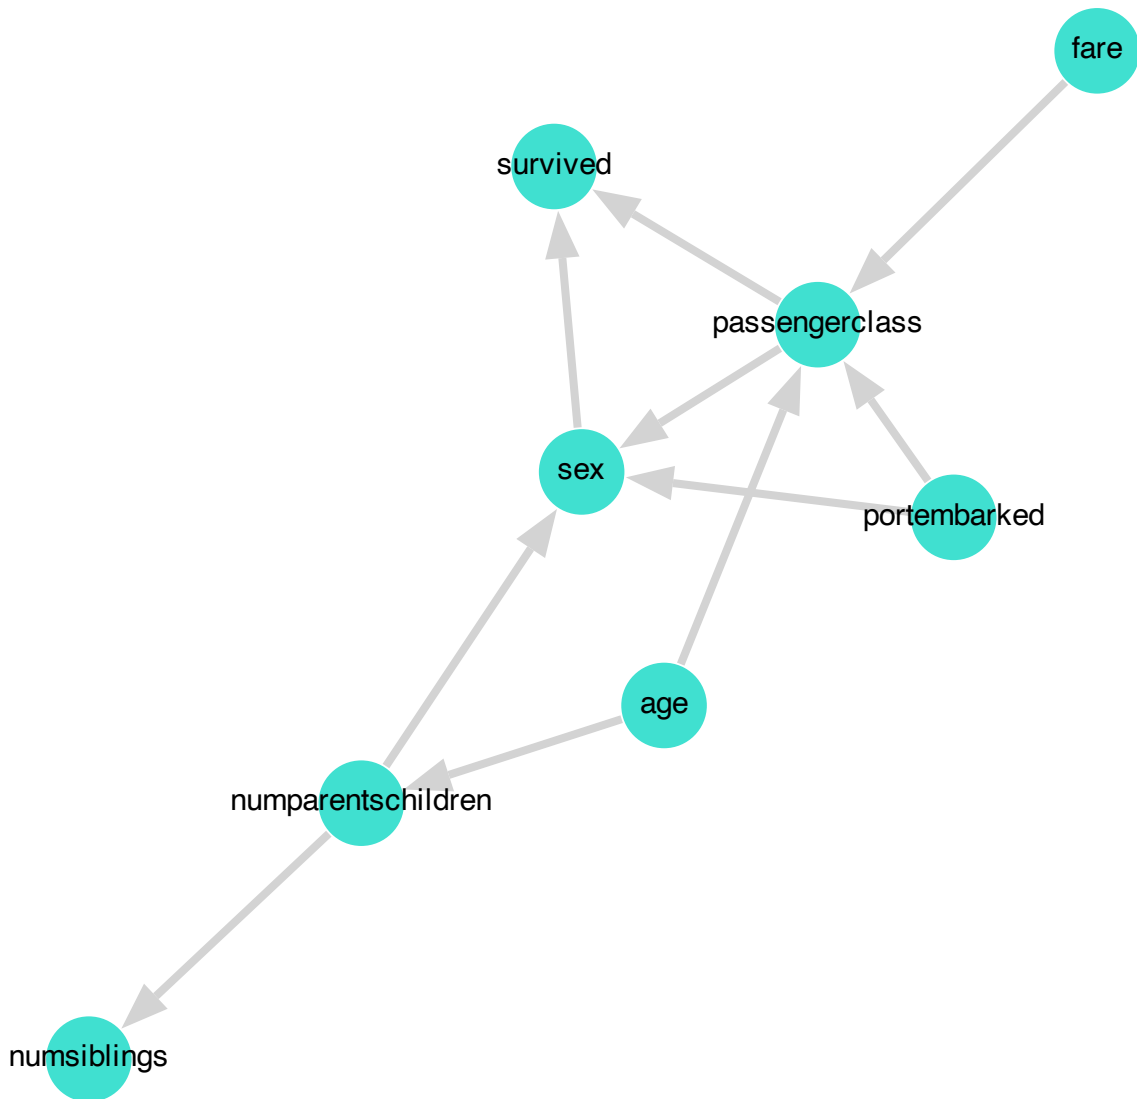 fare
survived
passengerclass
sex
portembarked
age
numparentschildren
numsiblings